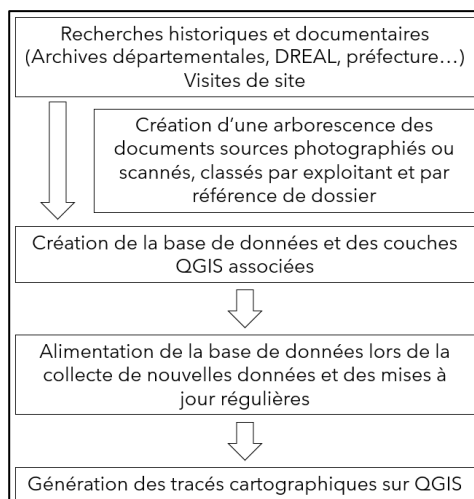 Recherches historiques et documentaires
(Archives départementales, DREAL, préfecture…)
Visites de site
Création d’une arborescence des
documents sources photographiés ou
scannés, classés par exploitant et par
référence de dossier
Création de la base de données et des couches
QGIS associées
Alimentation de la base de données lors de la
collecte de nouvelles données et des mises à
jour régulières
Génération des tracés cartographiques sur QGIS